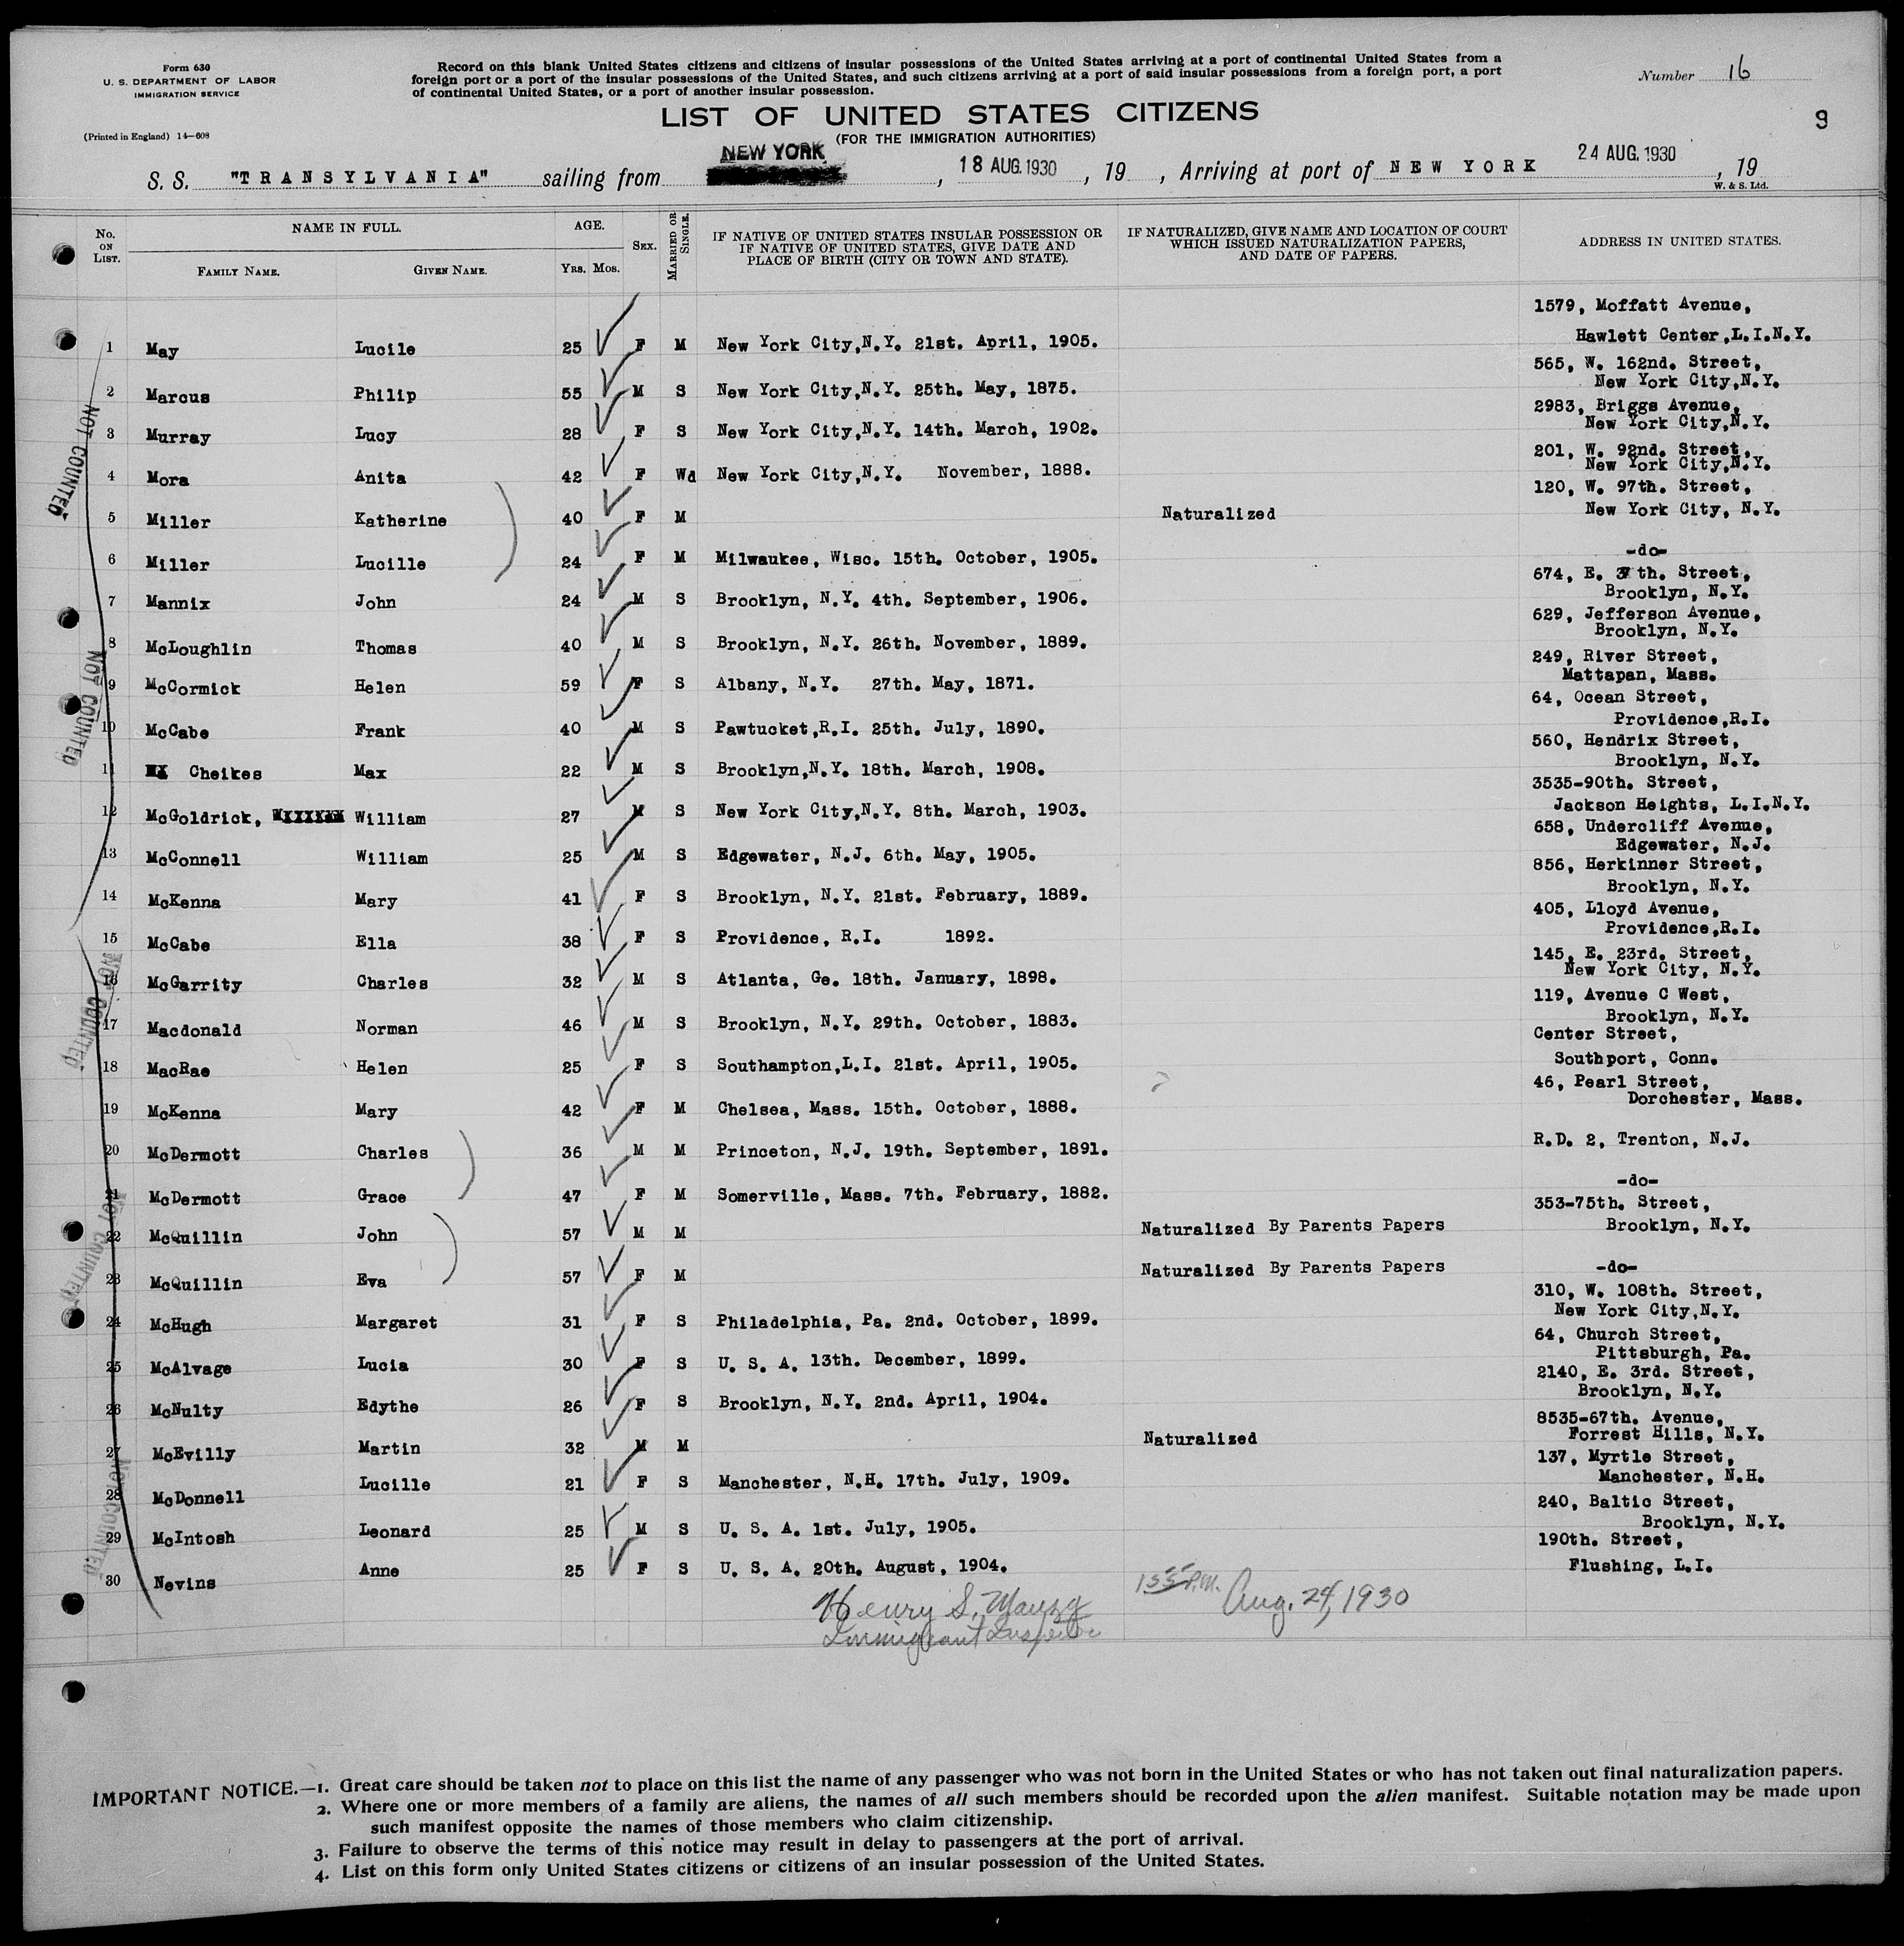 Form 630
U. S. DEPARTMENT OF LABOR
IMMIGRATION SERVICE
(Printed in England) 14—608
Record on this blank United States citizens and citizens of insular possessions of the United States arriving at a port of continental United States from a
foreign port or a port of the insular possessions of the United States, and such citizens arriving at a port of said insular possessions from a foreign port, a port
of continental United States, or a port of another insular possession.
Number 16
9
LIST OF UNITED STATES CITIZENS
(FOR THE IMMIGRATION AUTHORITIES)
S. S. "TRANSYLVANIA" sailing from NEW YORK, 18 AUG. 1930, 19 , Arriving at port of NEW YORK 24 AUG. 1930, 19
W. & S. Ltd.
No. ON LIST. NAME IN FULL. FAMILY NAME. GIVEN NAME. AGE. YRS. MOS. SEX. MARRIED OR SINGLE. IF NATIVE OF UNITED STATES INSULAR POSSESSION OR IF NATIVE OF UNITED STATES, GIVE DATE AND PLACE OF BIRTH (CITY OR TOWN AND STATE). IF NATURALIZED, GIVE NAME AND LOCATION OF COURT WHICH ISSUED NATURALIZATION PAPERS, AND DATE OF PAPERS. ADDRESS IN UNITED STATES.
1579, Moffatt Avenue,
1 May Lucile 25 F M New York City,N.Y. 21st. April, 1905. Hawlett Center,L.I.N.Y.
565, W. 162nd. Street,
2 Marcus Philip 55 M S New York City,N.Y. 25th. May, 1875. New York City,N.Y.
2983, Briggs Avenue,
3 Murray Lucy 28 F S New York City,N.Y. 14th. March, 1902. New York City,N.Y.
201, W. 92nd. Street,
4 Mora Anita 42 F Wd New York City,N.Y. November, 1888. New York City,N.Y.
120, W. 97th. Street,
5 Miller Katherine 40 F M Naturalized New York City, N.Y.
6 Miller Lucille 24 F M Milwaukee, Wisc. 15th. October, 1905. -do-
674, E. th. Street,
7 Mannix John 24 M S Brooklyn, N.Y. 4th. September, 1906. Brooklyn, N.Y.
629, Jefferson Avenue,
8 McLoughlin Thomas 40 M S Brooklyn, N.Y. 26th. November, 1889. Brooklyn, N.Y.
249, River Street,
9 McCormick Helen 59 F S Albany, N.Y. 27th. May, 1871. Mattapan, Mass.
64, Ocean Street,
10 McCabe Frank 40 M S Pawtucket,R.I. 25th. July, 1890. Providence,R.I.
560, Hendrix Street,
11 Cheikes Max 22 M S Brooklyn,N.Y. 18th. March, 1908. Brooklyn, N.Y.
3535-90th. Street,
12 McGoldrick, William 27 M S New York City,N.Y. 8th. March, 1903. Jackson Heights, L.I.N.Y.
658, Undercliff Avenue,
13 McConnell William 25 M S Edgewater, N.J. 6th. May, 1905. Edgewater, N.J.
856, Herkinner Street,
14 McKenna Mary 41 F S Brooklyn, N.Y. 21st. February, 1889. Brooklyn, N.Y.
405, Lloyd Avenue,
15 McCabe Ella 38 F S Providence, R.I. 1892. Providence,R.I.
145, E. 23rd. Street,
16 McGarrity Charles 32 M S Atlanta, Ge. 18th. January, 1898. New York City, N.Y.
119, Avenue C West,
17 Macdonald Norman 46 M S Brooklyn, N.Y. 29th. October, 1883. Brooklyn, N.Y.
Center Street,
18 MacRae Helen 25 F S Southampton,L.I. 21st. April, 1905. Southport, Conn.
46, Pearl Street,
19 McKenna Mary 42 F M Chelsea, Mass. 15th. October, 1888. Dorchester, Mass.
20 McDermott Charles 36 M M Princeton, N.J. 19th. September, 1891. R.D. 2, Trenton, N.J.
21 McDermott Grace 47 F M Somerville, Mass. 7th. February, 1882. -do-
353-75th. Street,
22 McQuillin John 57 M M Naturalized By Parents Papers Brooklyn, N.Y.
23 McQuillin Eva 57 F M Naturalized By Parents Papers -do-
310, W. 108th. Street,
24 McHugh Margaret 31 F S Philadelphia, Pa. 2nd. October, 1899. New York City,N.Y.
64, Church Street,
25 McAlvage Lucia 30 F S U. S. A. 13th. December, 1899. Pittsburgh, Pa.
2140, E. 3rd. Street,
26 McNulty Edythe 26 F S Brooklyn, N.Y. 2nd. April, 1904. Brooklyn, N.Y.
8535-67th. Avenue,
27 McEvilly Martin 32 M M Naturalized Forrest Hills, N.Y.
137, Myrtle Street,
28 McDonnell Lucille 21 F S Manchester, N.H. 17th. July, 1909. Manchester, N.H.
240, Baltic Street,
29 McIntosh Leonard 25 M S U. S. A. 1st. July, 1905. Brooklyn, N.Y.
190th. Street,
30 Nevins Anne 25 F S U. S. A. 20th. August, 1904. Flushing, L.I.
NOT COUNTED
NOT COUNTED
NOT COUNTED
NOT COUNTED
NOT COUNTED
Henry S. 155 P.M. Aug. 24, 1930
Immigrant Inspector
IMPORTANT NOTICE.—1. Great care should be taken not to place on this list the name of any passenger who was not born in the United States or who has not taken out final naturalization papers.
2. Where one or more members of a family are aliens, the names of all such members should be recorded upon the alien manifest. Suitable notation may be made upon
such manifest opposite the names of those members who claim citizenship.
3. Failure to observe the terms of this notice may result in delay to passengers at the port of arrival.
4. List on this form only United States citizens or citizens of an insular possession of the United States.